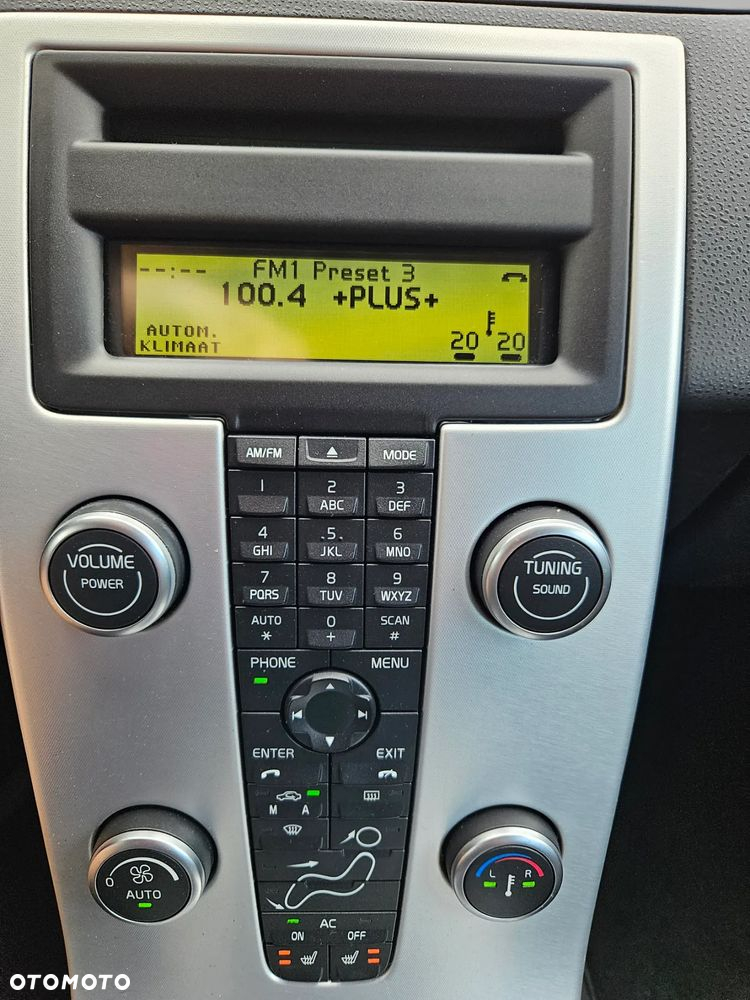 --:-- FM1 Preset 3
100.4 +PLUS+
AUTOM.
KLIMAAT 20 20
AM/FM MODE
1 2 ABC 3 DEF
4 GHI 5 JKL 6 MNO
7 PQRS 8 TUV 9 WXYZ
AUTO * 0 + SCAN #
VOLUME
POWER
TUNING
SOUND
PHONE MENU
ENTER EXIT
M A
0 AUTO
L R
AC
ON OFF
OTOMOTO